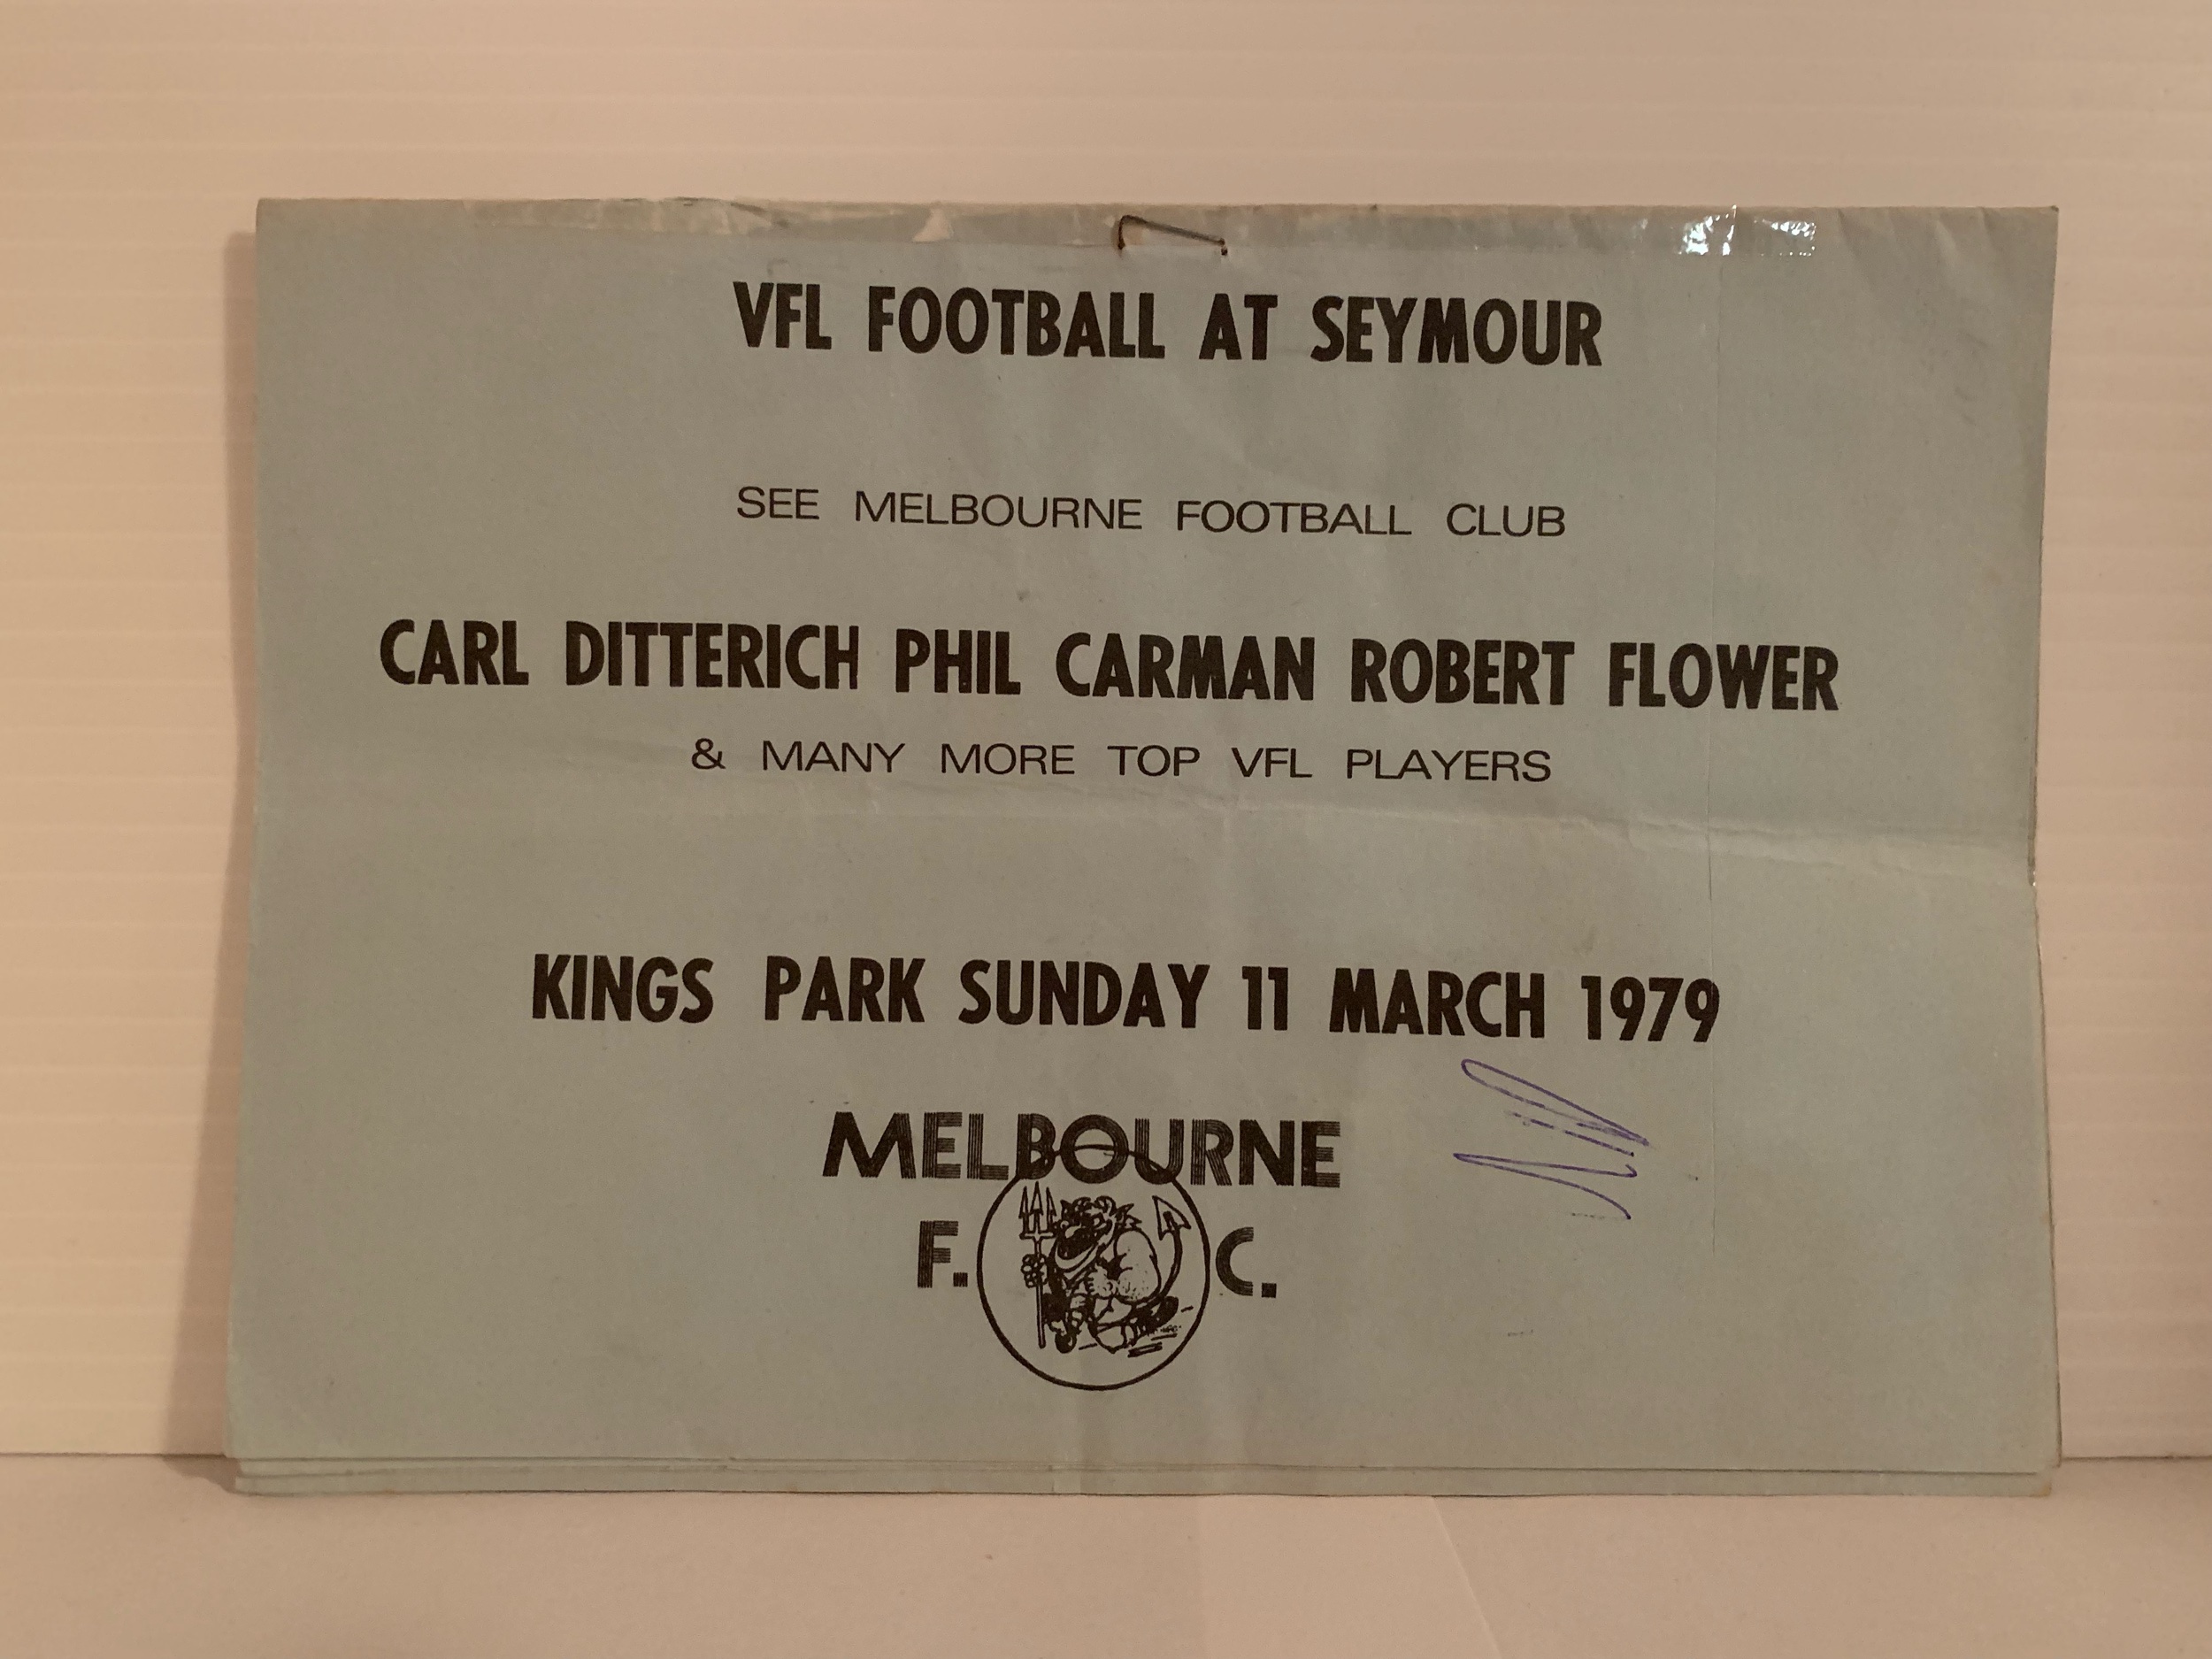 VFL FOOTBALL AT SEYMOUR
SEE MELBOURNE FOOTBALL CLUB
CARL DITTERICH PHIL CARMAN ROBERT FLOWER
& MANY MORE TOP VFL PLAYERS
KINGS PARK SUNDAY 11 MARCH 1979
MELBOURNE
F. C.